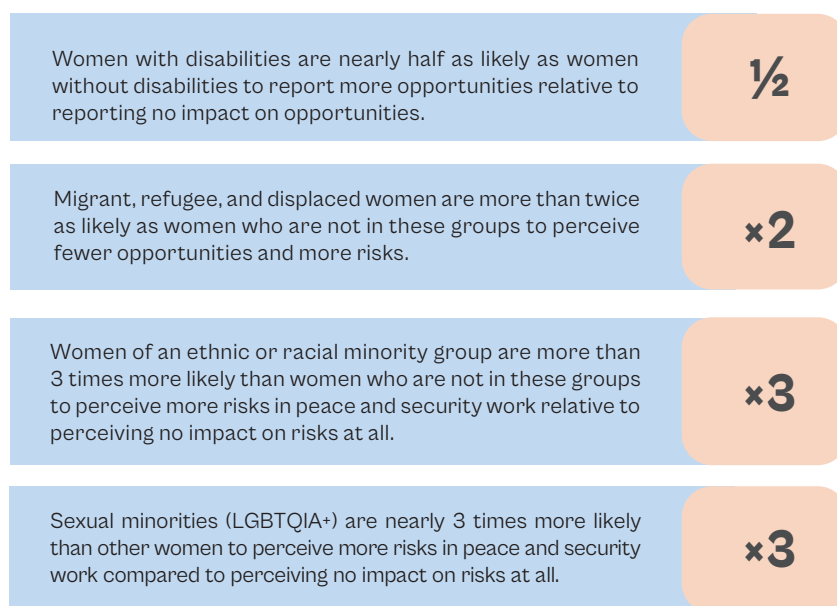 Women with disabilities are nearly half as likely as women
without disabilities to report more opportunities relative to
reporting no impact on opportunities.
½
Migrant, refugee, and displaced women are more than twice
as likely as women who are not in these groups to perceive
fewer opportunities and more risks.
×2
Women of an ethnic or racial minority group are more than
3 times more likely than women who are not in these groups
to perceive more risks in peace and security work relative to
perceiving no impact on risks at all.
×3
Sexual minorities (LGBTQIA+) are nearly 3 times more likely
than other women to perceive more risks in peace and security
work compared to perceiving no impact on risks at all.
×3